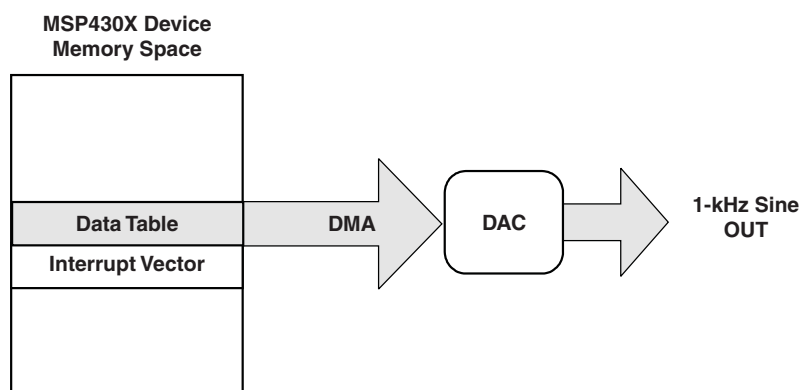 MSP430X Device
Memory Space
Data Table
DMA
DAC
1-kHz Sine
OUT
Interrupt Vector